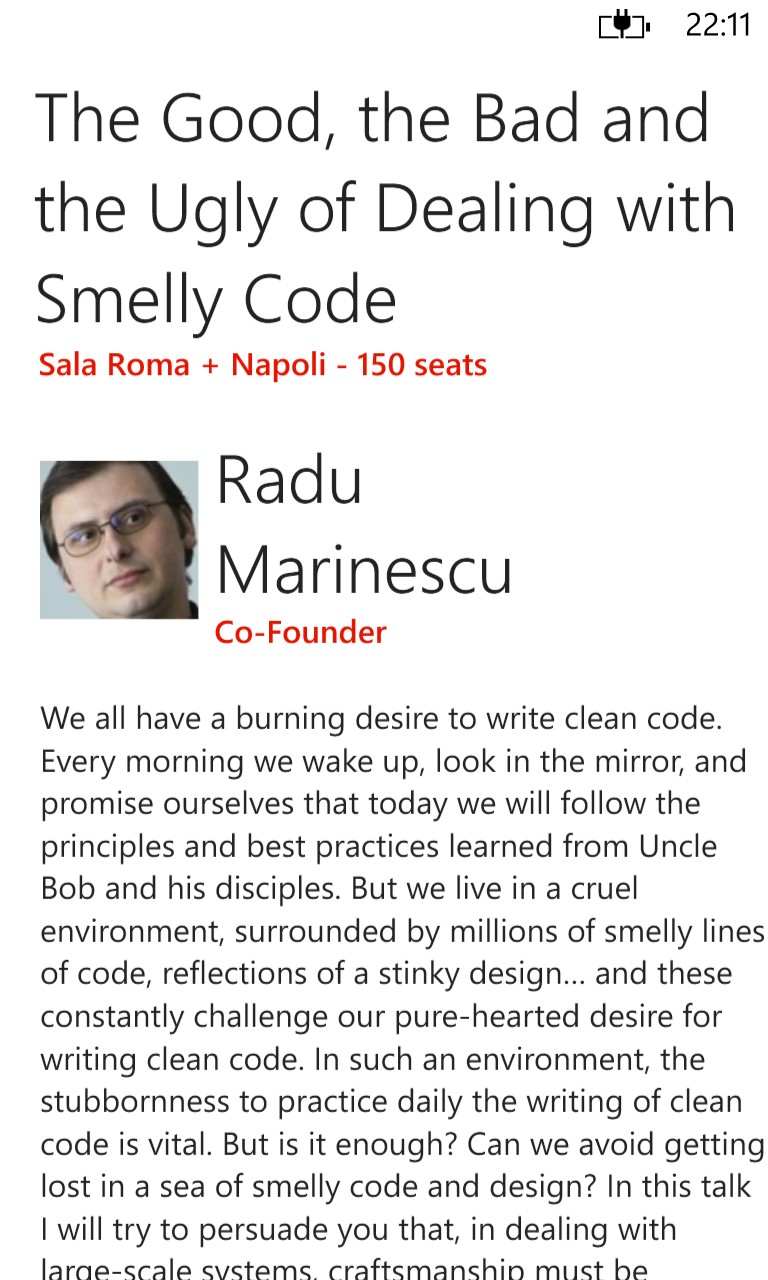 22:11
The Good, the Bad and
the Ugly of Dealing with
Smelly Code
Sala Roma + Napoli - 150 seats
Radu
Marinescu
Co-Founder
We all have a burning desire to write clean code.
Every morning we wake up, look in the mirror, and
promise ourselves that today we will follow the
principles and best practices learned from Uncle
Bob and his disciples. But we live in a cruel
environment, surrounded by millions of smelly lines
of code, reflections of a stinky design... and these
constantly challenge our pure-hearted desire for
writing clean code. In such an environment, the
stubbornness to practice daily the writing of clean
code is vital. But is it enough? Can we avoid getting
lost in a sea of smelly code and design? In this talk
I will try to persuade you that, in dealing with
large-scale systems, craftsmanship must be